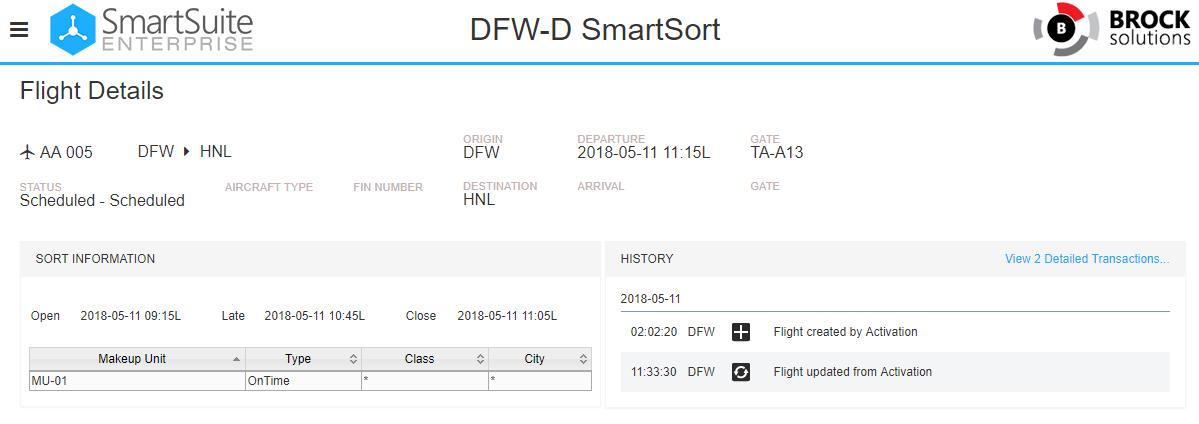 SmartSuite
ENTERPRISE
DFW-D SmartSort
B
BROCK
solutions
Flight Details
AA 005 DFW HNL
ORIGIN DEPARTURE GATE
DFW 2018-05-11 11:15L TA-A13
STATUS AIRCRAFT TYPE FIN NUMBER DESTINATION ARRIVAL GATE
Scheduled - Scheduled HNL
SORT INFORMATION
Open 2018-05-11 09:15L Late 2018-05-11 10:45L Close 2018-05-11 11:05L
Makeup Unit Type Class City
MU-01 OnTime * *
HISTORY View 2 Detailed Transactions...
2018-05-11
02:02:20 DFW Flight created by Activation
11:33:30 DFW Flight updated from Activation